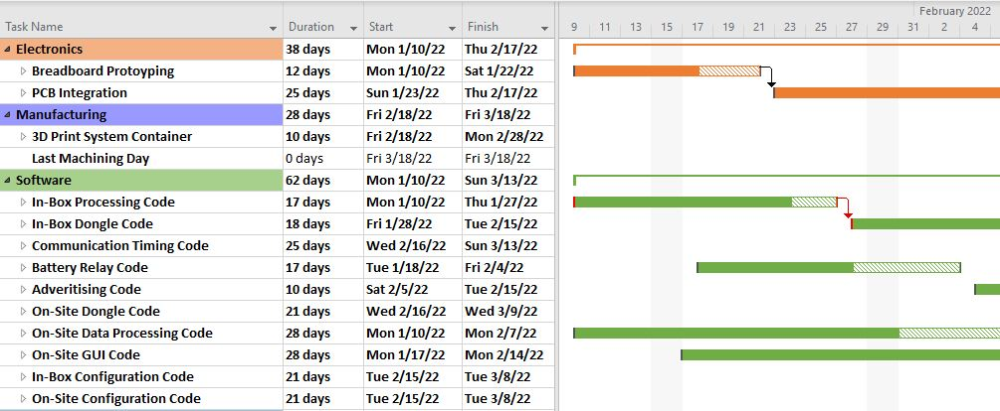 February 2022
Task Name Duration Start Finish 9 11 13 15 17 19 21 23 25 27 29 31 2 4
Electronics 38 days Mon 1/10/22 Thu 2/17/22
Breadboard Protoyping 12 days Mon 1/10/22 Sat 1/22/22
PCB Integration 25 days Sun 1/23/22 Thu 2/17/22
Manufacturing 28 days Fri 2/18/22 Fri 3/18/22
3D Print System Container 10 days Fri 2/18/22 Mon 2/28/22
Last Machining Day 0 days Fri 3/18/22 Fri 3/18/22
Software 62 days Mon 1/10/22 Sun 3/13/22
In-Box Processing Code 17 days Mon 1/10/22 Thu 1/27/22
In-Box Dongle Code 18 days Fri 1/28/22 Tue 2/15/22
Communication Timing Code 25 days Wed 2/16/22 Sun 3/13/22
Battery Relay Code 17 days Tue 1/18/22 Fri 2/4/22
Adveritising Code 10 days Sat 2/5/22 Tue 2/15/22
On-Site Dongle Code 21 days Wed 2/16/22 Wed 3/9/22
On-Site Data Processing Code 28 days Mon 1/10/22 Mon 2/7/22
On-Site GUI Code 28 days Mon 1/17/22 Mon 2/14/22
In-Box Configuration Code 21 days Tue 2/15/22 Tue 3/8/22
On-Site Configuration Code 21 days Tue 2/15/22 Tue 3/8/22